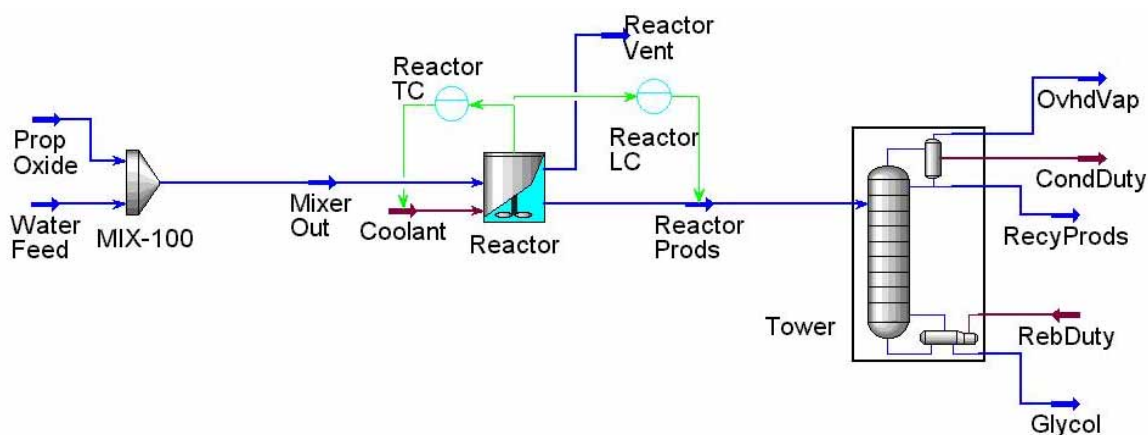 Reactor
Vent
Reactor
TC
OvhdVap
Prop
Oxide
Reactor
LC
CondDuty
Mixer
Out
Water
Feed
MIX-100
Coolant
Reactor
Reactor
Prods
RecyProds
Tower
RebDuty
Glycol